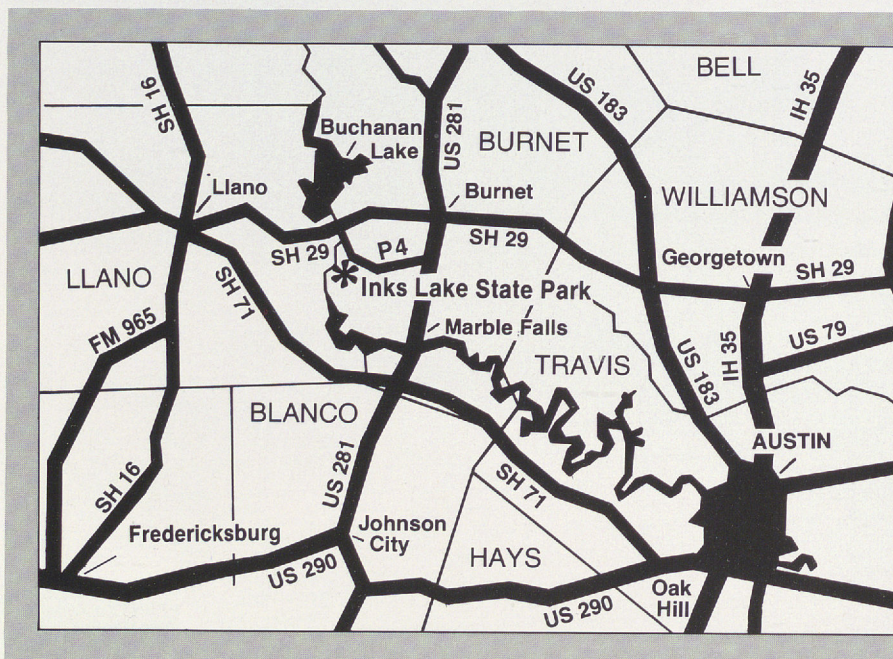 BELL
US 183
IH 35
SH 16
Buchanan
Lake
US 281
BURNET
Llano
Burnet
WILLIAMSON
SH 29
P4
SH 29
Georgetown
SH 29
LLANO
SH 71
Inks Lake State Park
FM 965
Marble Falls
IH 35
US 79
TRAVIS
US 183
BLANCO
AUSTIN
US 281
SH 71
SH 16
Fredericksburg
Johnson
City
HAYS
US 290
Oak
Hill
US 290